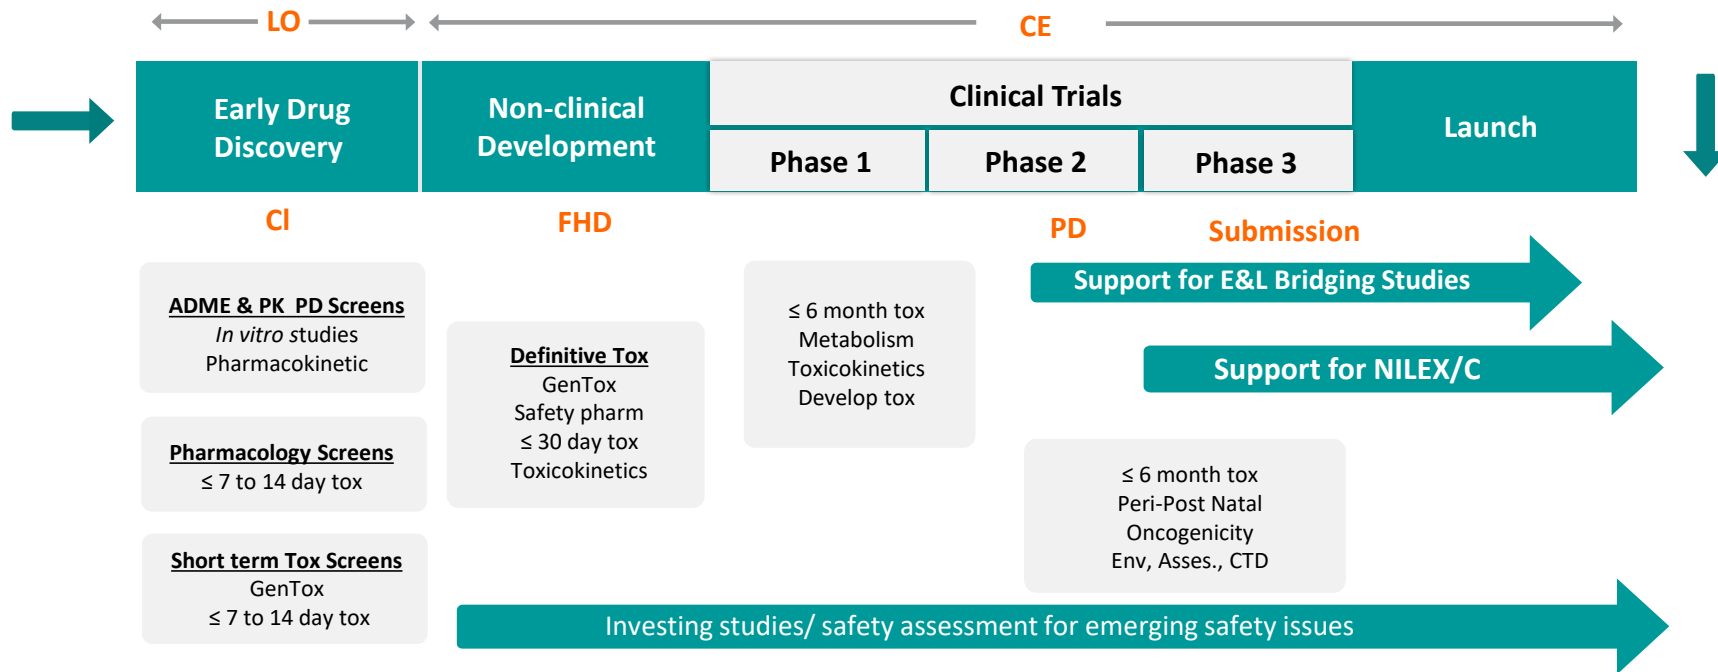 LO
CE
Early Drug
Discovery
Non-clinical
Development
Clinical Trials
Phase 1
Phase 2
Phase 3
Launch
Cl
FHD
PD
Submission
ADME & PK  PD Screens
In vitro studies
Pharmacokinetic
Pharmacology Screens
≤ 7 to 14 day tox
Short term Tox Screens
GenTox
≤ 7 to 14 day tox
Definitive Tox
GenTox
Safety pharm
≤ 30 day tox
Toxicokinetics
≤ 6 month tox
Metabolism
Toxicokinetics
Develop tox
Support for E&L Bridging Studies
Support for NILEX/C
≤ 6 month tox
Peri-Post Natal
Oncogenicity
Env, Asses., CTD
Investing studies/ safety assessment for emerging safety issues